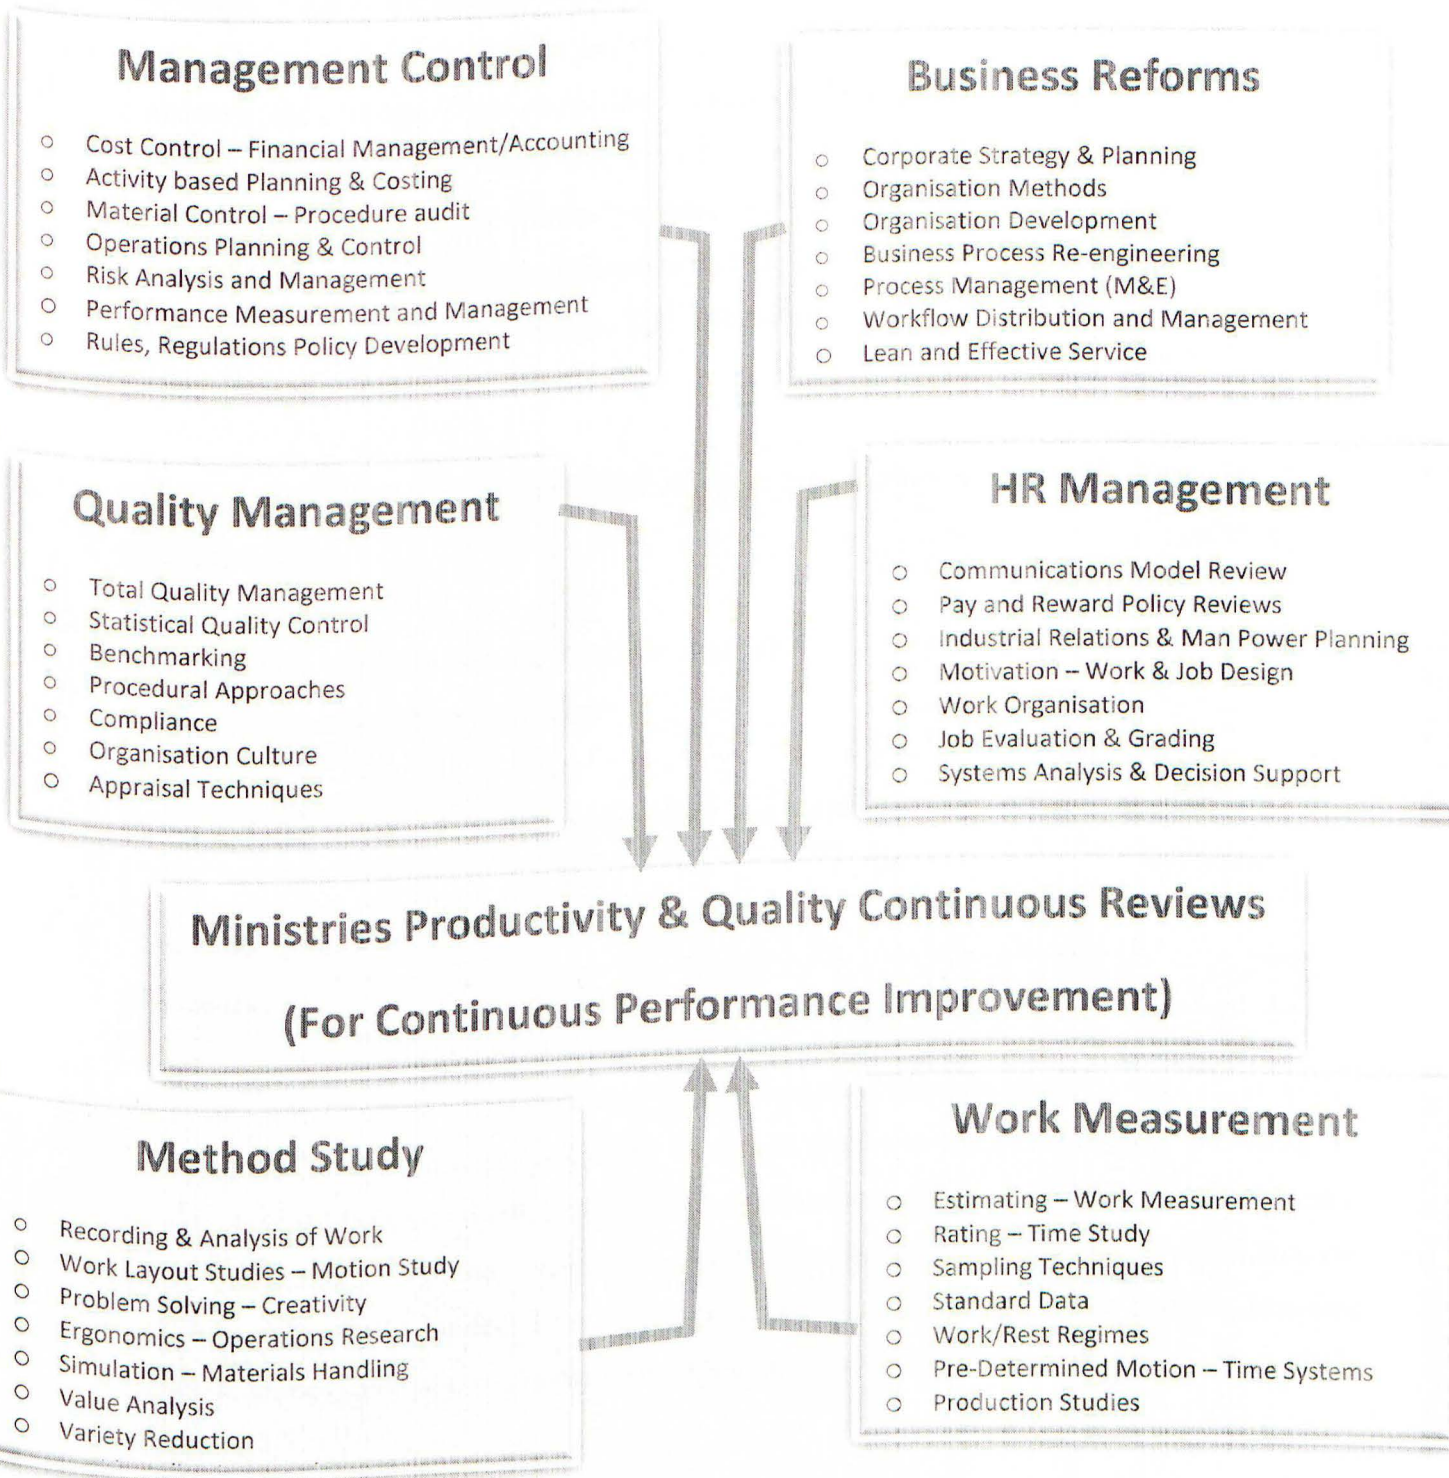 Management Control
○ Cost Control – Financial Management/Accounting
○ Activity based Planning & Costing
○ Material Control – Procedure audit
○ Operations Planning & Control
○ Risk Analysis and Management
○ Performance Measurement and Management
○ Rules, Regulations Policy Development
Business Reforms
○ Corporate Strategy & Planning
○ Organisation Methods
○ Organisation Development
○ Business Process Re-engineering
○ Process Management (M&E)
○ Workflow Distribution and Management
○ Lean and Effective Service
Quality Management
○ Total Quality Management
○ Statistical Quality Control
○ Benchmarking
○ Procedural Approaches
○ Compliance
○ Organisation Culture
○ Appraisal Techniques
HR Management
○ Communications Model Review
○ Pay and Reward Policy Reviews
○ Industrial Relations & Man Power Planning
○ Motivation – Work & Job Design
○ Work Organisation
○ Job Evaluation & Grading
○ Systems Analysis & Decision Support
Ministries Productivity & Quality Continuous Reviews
(For Continuous Performance Improvement)
Method Study
○ Recording & Analysis of Work
○ Work Layout Studies – Motion Study
○ Problem Solving – Creativity
○ Ergonomics – Operations Research
○ Simulation – Materials Handling
○ Value Analysis
○ Variety Reduction
Work Measurement
○ Estimating – Work Measurement
○ Rating – Time Study
○ Sampling Techniques
○ Standard Data
○ Work/Rest Regimes
○ Pre-Determined Motion – Time Systems
○ Production Studies